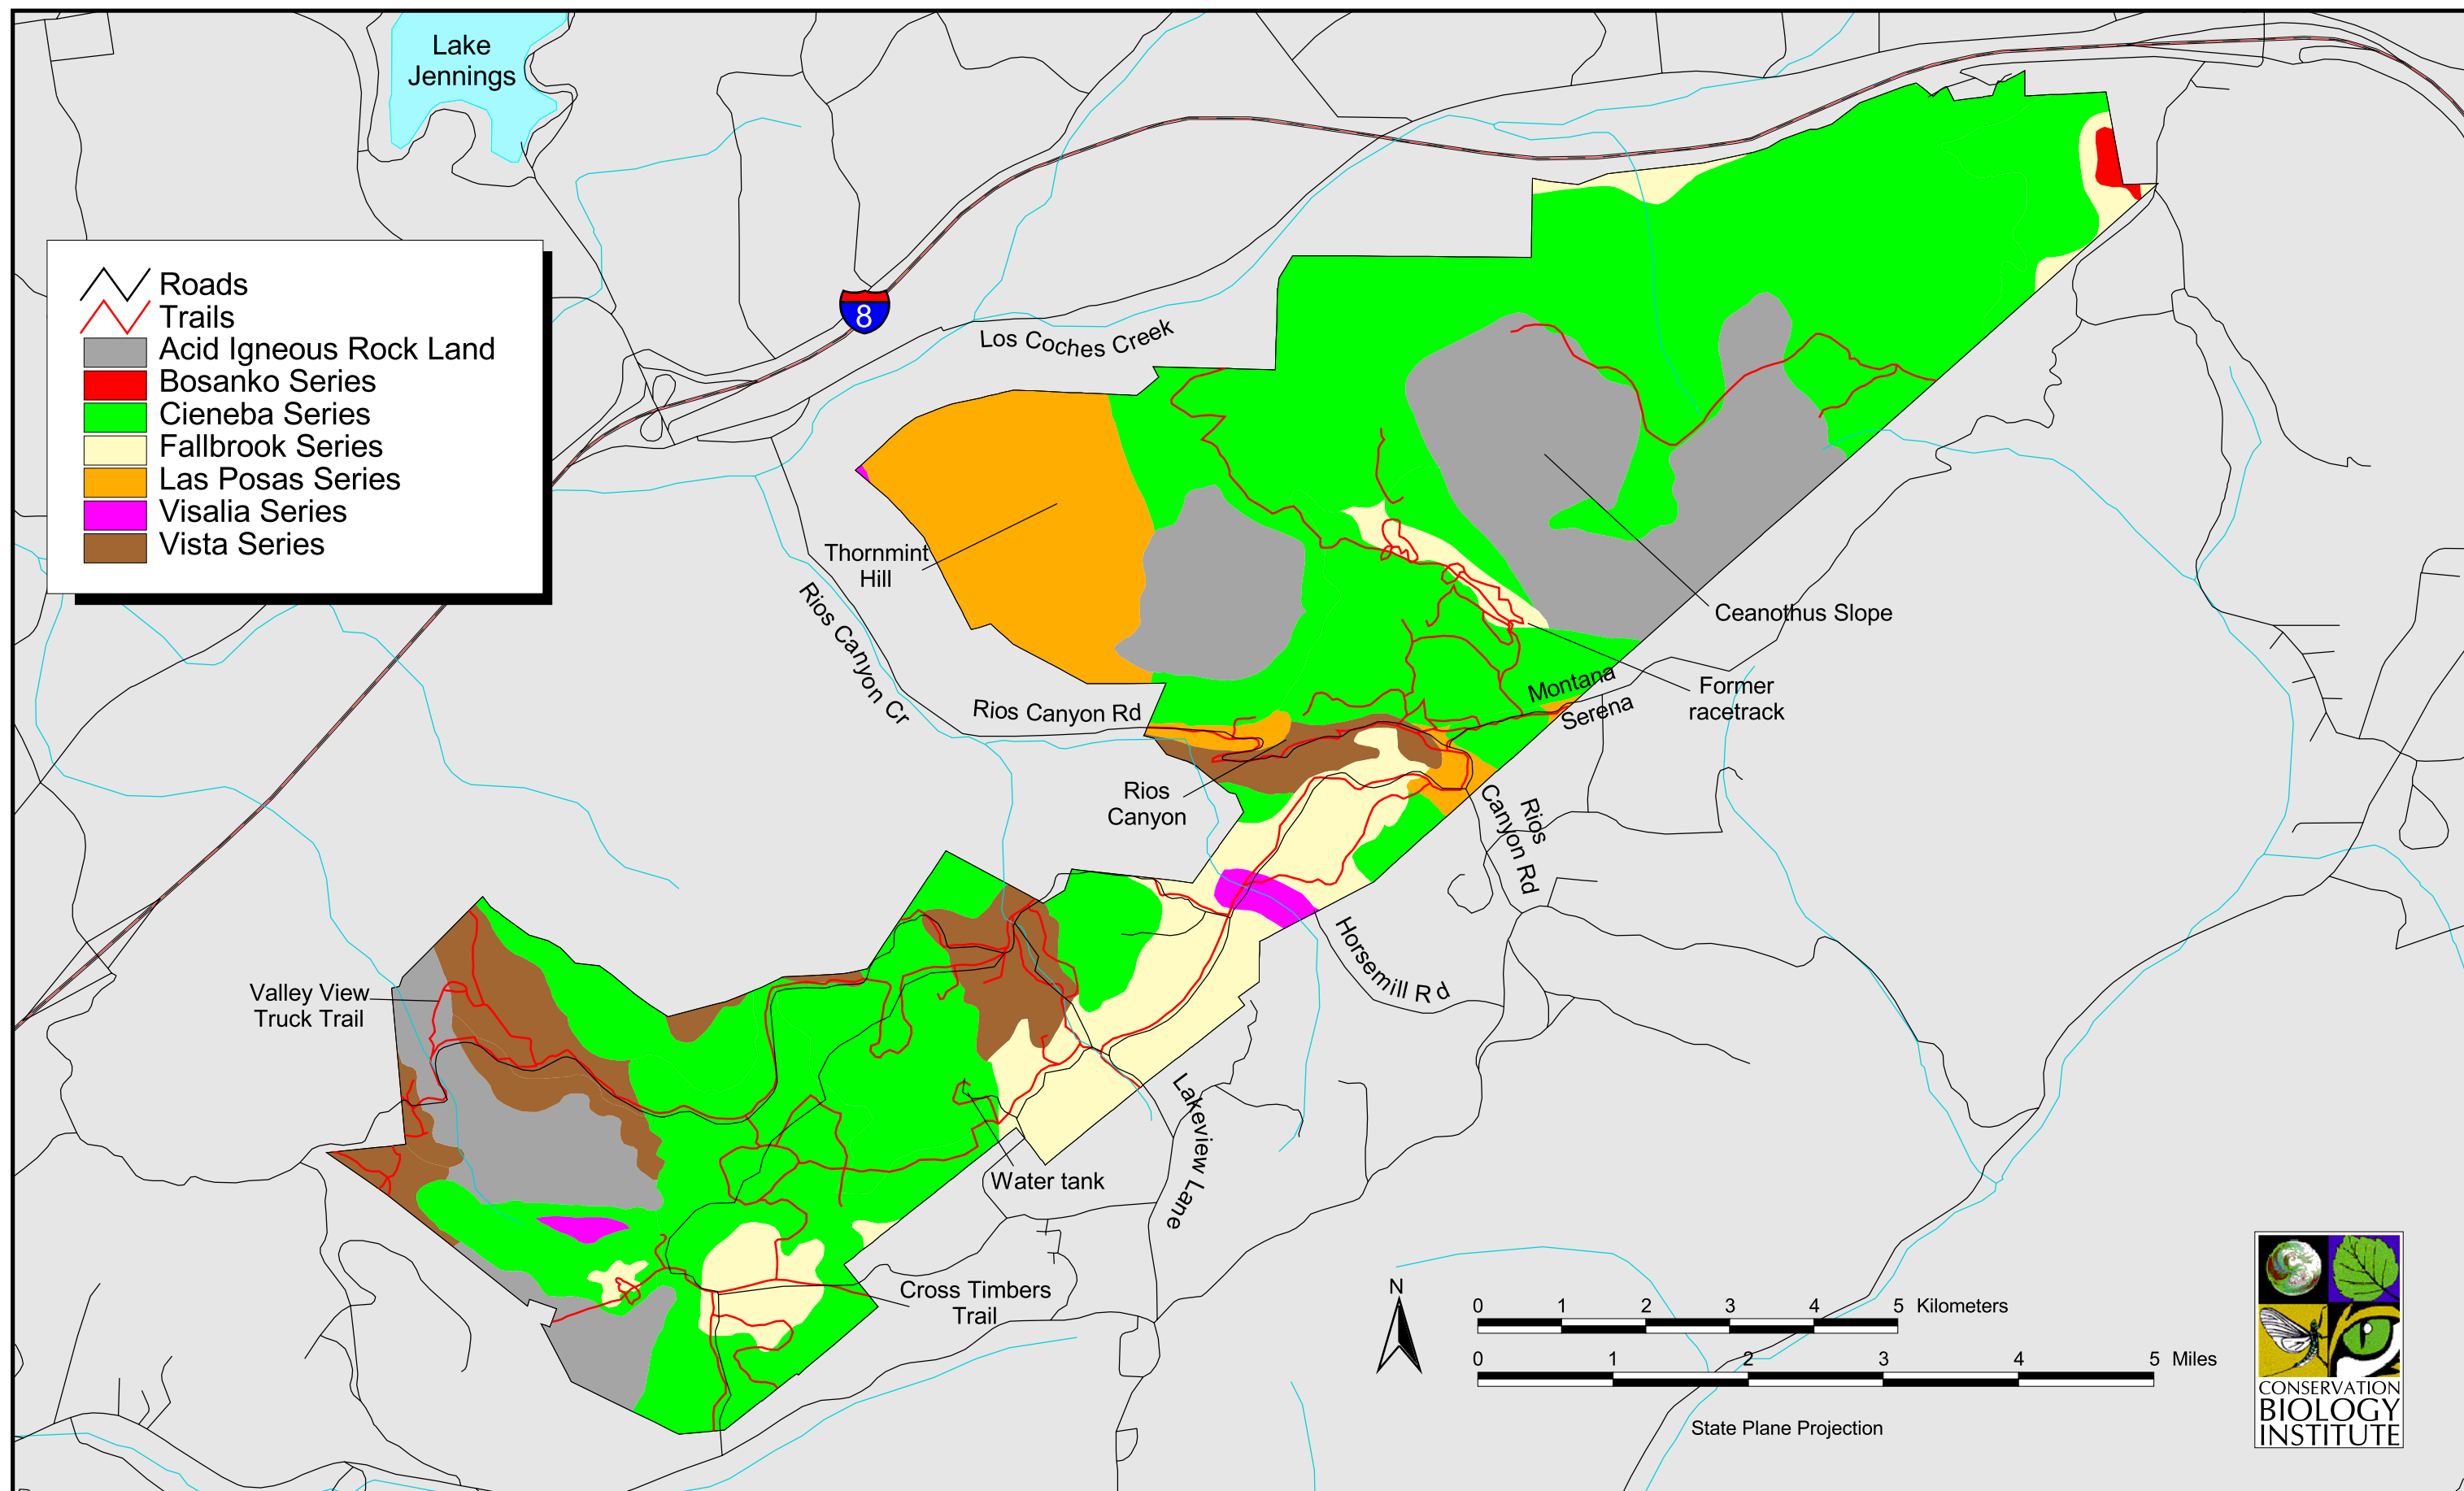 Lake
Jennings
Roads
Trails
Acid Igneous Rock Land
Bosanko Series
Cieneba Series
Fallbrook Series
Las Posas Series
Visalia Series
Vista Series
8
Los Coches Creek
Thornmint
Hill
Rios Canyon Cr
Rios Canyon Rd
Ceanothus Slope
Montana
Serena
Former
racetrack
Rios
Canyon
Rios
Canyon Rd
Horsemill Rd
Valley View
Truck Trail
Lakeview Lane
Water tank
Cross Timbers
Trail
N
0 1 2 3 4 5 Kilometers
0 1 2 3 4 5 Miles
State Plane Projection
CONSERVATION
BIOLOGY
INSTITUTE